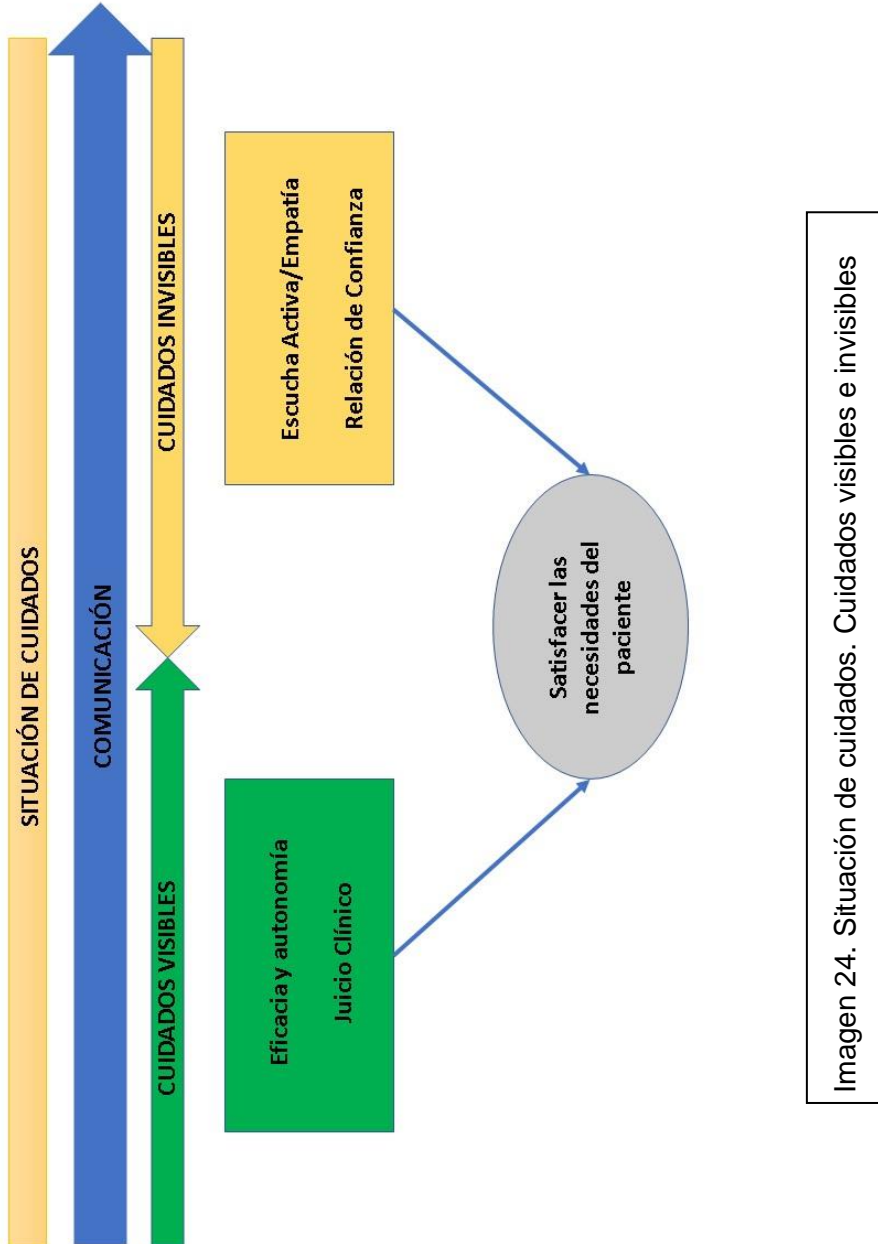 SITUACIÓN DE CUIDADOS
COMUNICACIÓN
CUIDADOS VISIBLES
CUIDADOS INVISIBLES
Eficacia y autonomía
Juicio Clínico
Escucha Activa/Empatía
Relación de Confianza
Satisfacer las
necesidades del
paciente
Imagen 24. Situación de cuidados. Cuidados visibles e invisibles